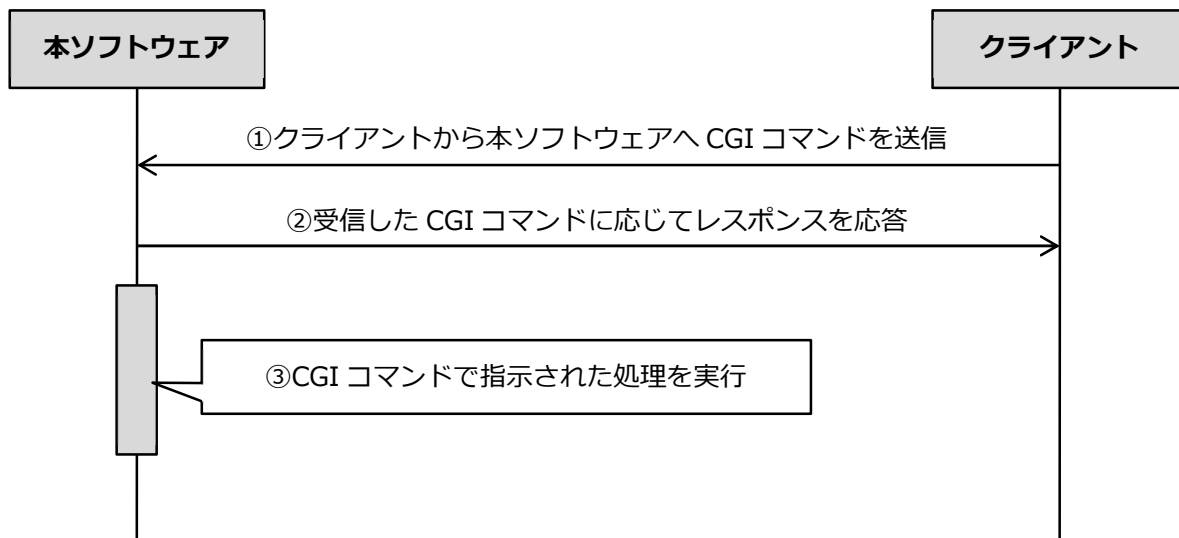 本ソフトウェア
クライアント
①クライアントから本ソフトウェアへ CGI コマンドを送信
②受信した CGI コマンドに応じてレスポンスを応答
③CGI コマンドで指示された処理を実行